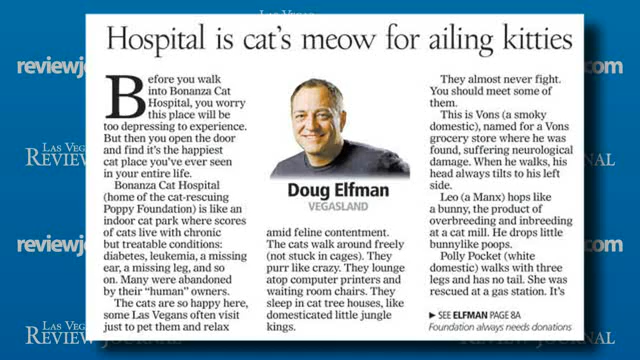 Hospital is cat's meow for ailing kitties
Before you walk
into Bonanza Cat
Hospital, you worry
this place will be
too depressing to experience.
But then you open the door
and find it's the happiest
cat place you've ever seen
in your entire life.
Bonanza Cat Hospital
(home of the cat-rescuing
Poppy Foundation) is like an
indoor cat park where scores
of cats live with chronic
but treatable conditions:
diabetes, leukemia, a missing
ear, a missing leg, and so
on. Many were abandoned
by their "human" owners.
The cats are so happy here,
some Las Vegans often visit
just to pet them and relax
Doug Elfman
VEGASLAND
amid feline contentment.
The cats walk around freely
(not stuck in cages). They
purr like crazy. They lounge
atop computer printers and
waiting room chairs. They
sleep in cat tree houses, like
domesticated little jungle
kings.
They almost never fight.
You should meet some of
them.
This is Vons (a smoky
domestic), named for a Vons
grocery store where he was
found, suffering neurological
damage. When he walks, his
head always tilts to his left
side.
Leo (a Manx) hops like
a bunny, the product of
overbreeding and inbreeding
at a cat mill. He drops little
bunnylike poops.
Polly Pocket (white
domestic) walks with three
legs and has no tail. She was
rescued at a gas station. It's
► SEE ELFMAN PAGE 8A
Foundation always needs donations
reviewj
.com
LAS VEG
REVIEW
JOURNAL
reviewjo
.com
LAS VEGAS
REVIEW JOURNAL